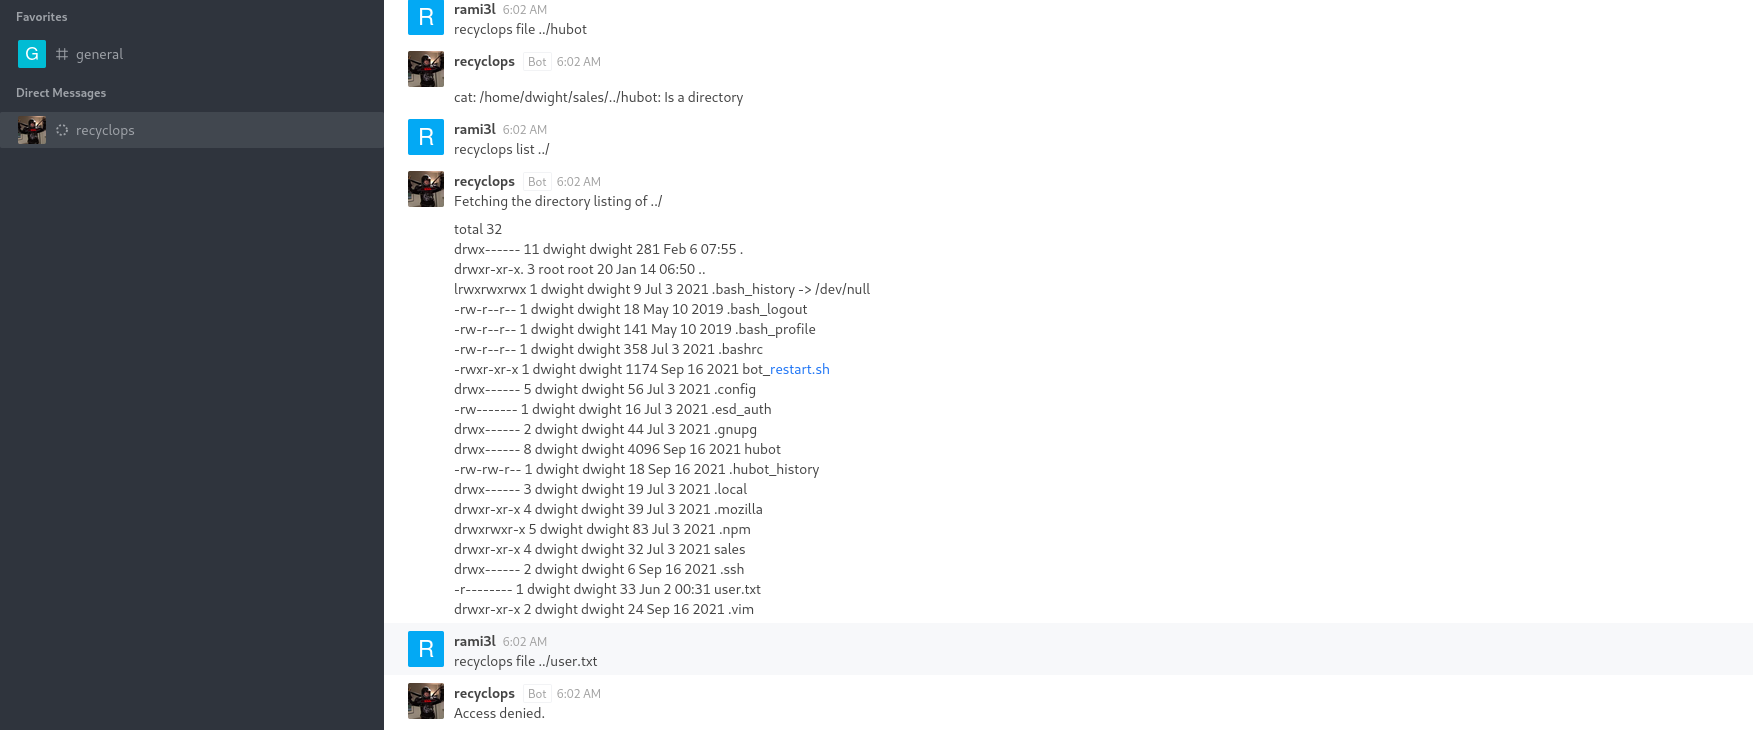 Favorites
G # general
Direct Messages
recyclops
R rami3l 6:02 AM
recyclops file ../hubot
recyclops Bot 6:02 AM
cat: /home/dwight/sales/../hubot: Is a directory
R rami3l 6:02 AM
recyclops list ../
recyclops Bot 6:02 AM
Fetching the directory listing of ../
total 32
drwx------ 11 dwight dwight 281 Feb 6 07:55 .
drwxr-xr-x. 3 root root 20 Jan 14 06:50 ..
lrwxrwxrwx 1 dwight dwight 9 Jul 3 2021 .bash_history -> /dev/null
-rw-r--r-- 1 dwight dwight 18 May 10 2019 .bash_logout
-rw-r--r-- 1 dwight dwight 141 May 10 2019 .bash_profile
-rw-r--r-- 1 dwight dwight 358 Jul 3 2021 .bashrc
-rwxr-xr-x 1 dwight dwight 1174 Sep 16 2021 bot_restart.sh
drwx------ 5 dwight dwight 56 Jul 3 2021 .config
-rw------- 1 dwight dwight 16 Jul 3 2021 .esd_auth
drwx------ 2 dwight dwight 44 Jul 3 2021 .gnupg
drwx------ 8 dwight dwight 4096 Sep 16 2021 hubot
-rw-rw-r-- 1 dwight dwight 18 Sep 16 2021 .hubot_history
drwx------ 3 dwight dwight 19 Jul 3 2021 .local
drwxr-xr-x 4 dwight dwight 39 Jul 3 2021 .mozilla
drwxrwxr-x 5 dwight dwight 83 Jul 3 2021 .npm
drwxr-xr-x 4 dwight dwight 32 Jul 3 2021 sales
drwx------ 2 dwight dwight 6 Sep 16 2021 .ssh
-r-------- 1 dwight dwight 33 Jun 2 00:31 user.txt
drwxr-xr-x 2 dwight dwight 24 Sep 16 2021 .vim
R rami3l 6:02 AM
recyclops file ../user.txt
recyclops Bot 6:02 AM
Access denied.